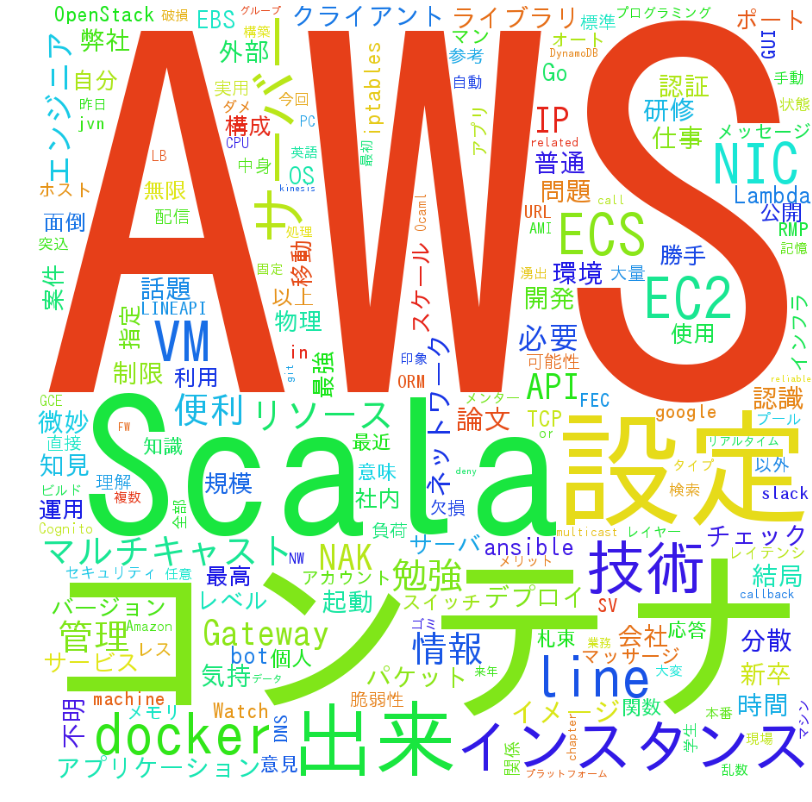 OpenStack
破損
グループ
EBS
クライアント
ライブラリ
標準
プログラミング
ポート
弊社
構築
外部
マン
オート
GUI
エンジニア
自分
実用
参考
DynamoDB
Go
認証
手動
昨日
ダメ
今回
自動
研修
状態
jvn
構成
PC
iptables
アプリ
IP
仕事
メッセージ
AWS
サーバー
CPU
LB
中身
英語
最初
related
普通
NIC
OS
kinesis
ホスト
無限
問題
Lambda
call
面倒
配信
処理
Ocaml
URL
AMI
ECS
公開
RMP
突込
移動
固定
スケール
湧出
大量
勝手
記憶
案件
話題
環境
EC2
LINEAPI
以上
開発
使用
インフラ
指定
物理
VM
in
最強
印象
ネットワーク
必要
可能性
制限
利用
git
ORM
API
FEC
メンター
reliable
GCE
微妙
FW
便利
リソース
論文
TCP
google
認識
プール
直接
知識
最近
or
設定
リアルタイム
知見
Scala
理解
規模
意味
タイプ
以外
ビルド
複数
社内
欠損
deny
検索
slack
運用
全部
Cognito
負荷
multicast
レイヤー
チェック
マルチキャスト
NW
NAK
サーバ
ansible
技術
レイテンシ
セキュリティ
任意
最高
アカウント
勉強
メリット
結局
バージョン
レベル
起動
スイッチ
デプロイ
SV
callback
コンテナ
管理
Amazon
レス
Gateway
ゴミ
情報
札束
会社
応答
分散
サービス
bot
個人
業務
マッサージ
気持
データ
パケット
来年
line
大変
新卒
不明
machine
メモリ
Watch
脆弱性
イメージ
関数
時間
docker
DNS
出来
インスタンス
本番
マシン
chapter
学生
現場
アプリケーション
意見
関係
プラットフォーム
乱数